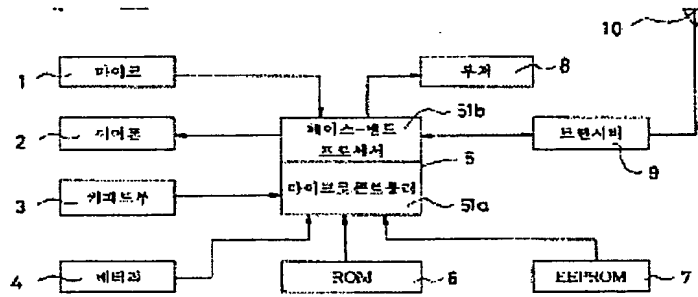 10
1 마이크
부저 8
베이스-밴드 프로세서 51b
2 이어폰
트랜시버 9
5
3 키패드부
마이크로콘트롤러 51a
4 배터리
ROM 6
EEPROM 7